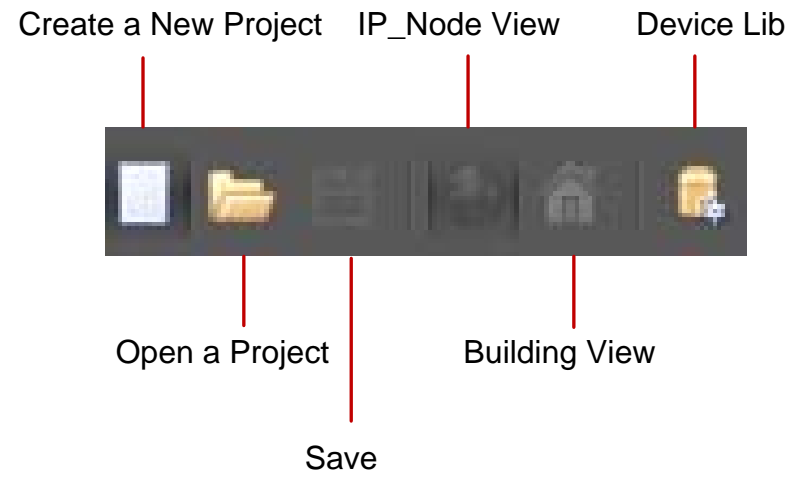 Create a New Project
IP_Node View
Device Lib
Open a Project
Building View
Save